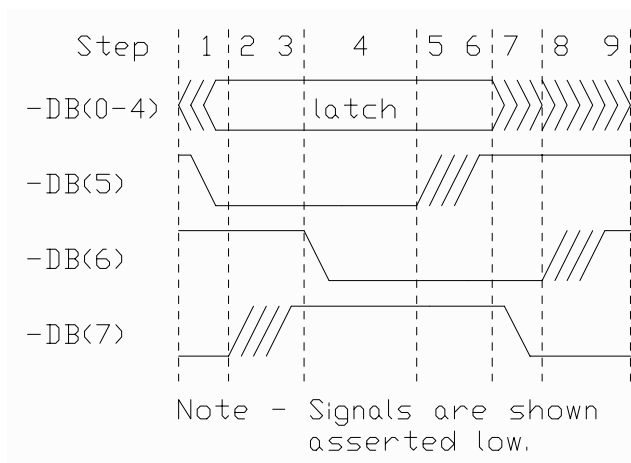 Step 1 2 3 4 5 6 7 8 9
-DB(0-4) latch
-DB(5)
-DB(6)
-DB(7)
Note - Signals are shown
asserted low.